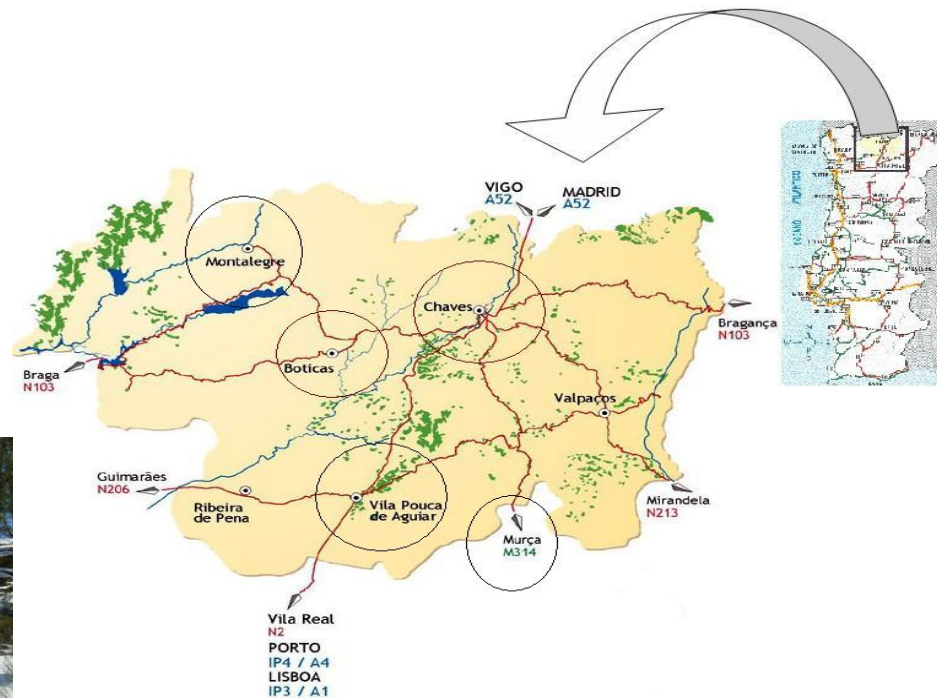 VIGO
A52
MADRID
A52
Montalegre
Chaves
Bragança
N103
Braga
N103
Boticas
Valpaços
Guimarães
N206
Ribeira
de Pena
Vila Pouca
de Aguiar
Mirandela
N213
Murça
M314
Vila Real
N2
PORTO
IP4 / A4
LISBOA
IP3 / A1